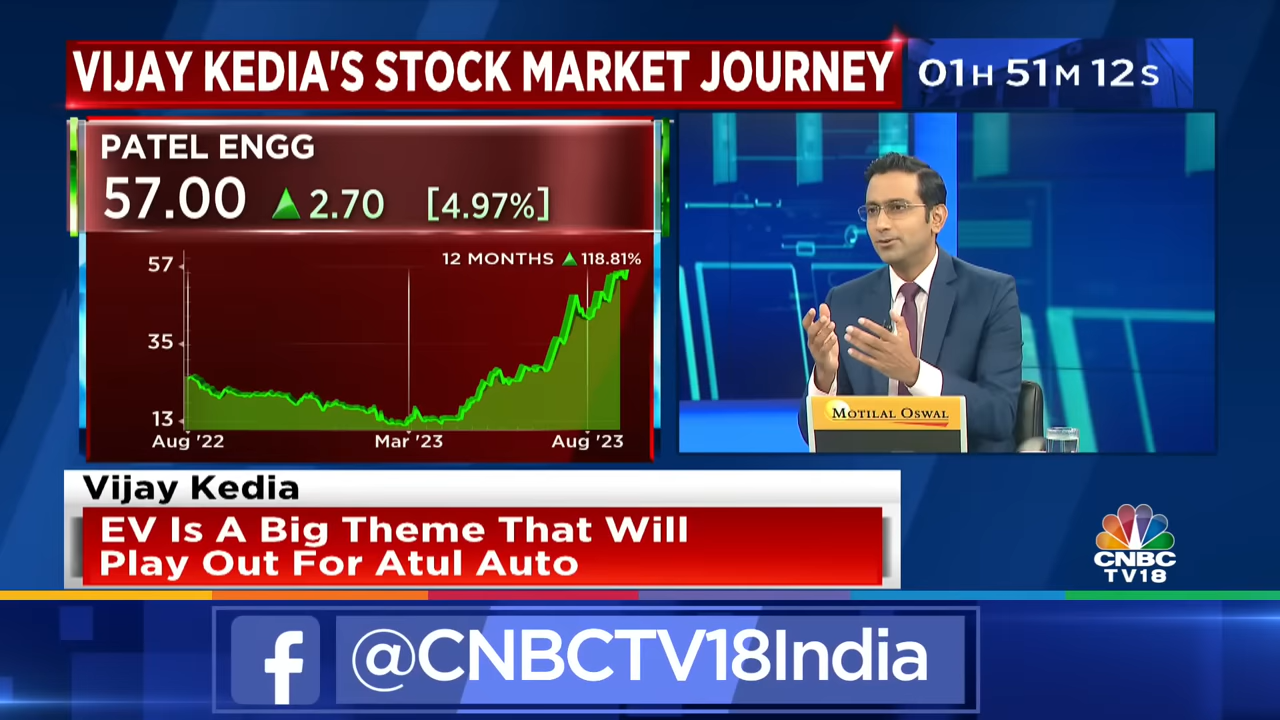 VIJAY KEDIA'S STOCK MARKET JOURNEY
01H 51M 12S
PATEL ENGG
57.00 ▲ 2.70 [4.97%]
12 MONTHS ▲ 118.81%
57
35
13
Aug '22 Mar '23 Aug '23
MOTILAL OSWAL
Vijay Kedia
EV Is A Big Theme That Will
Play Out For Atul Auto
CNBC
TV18
f @CNBCTV18India